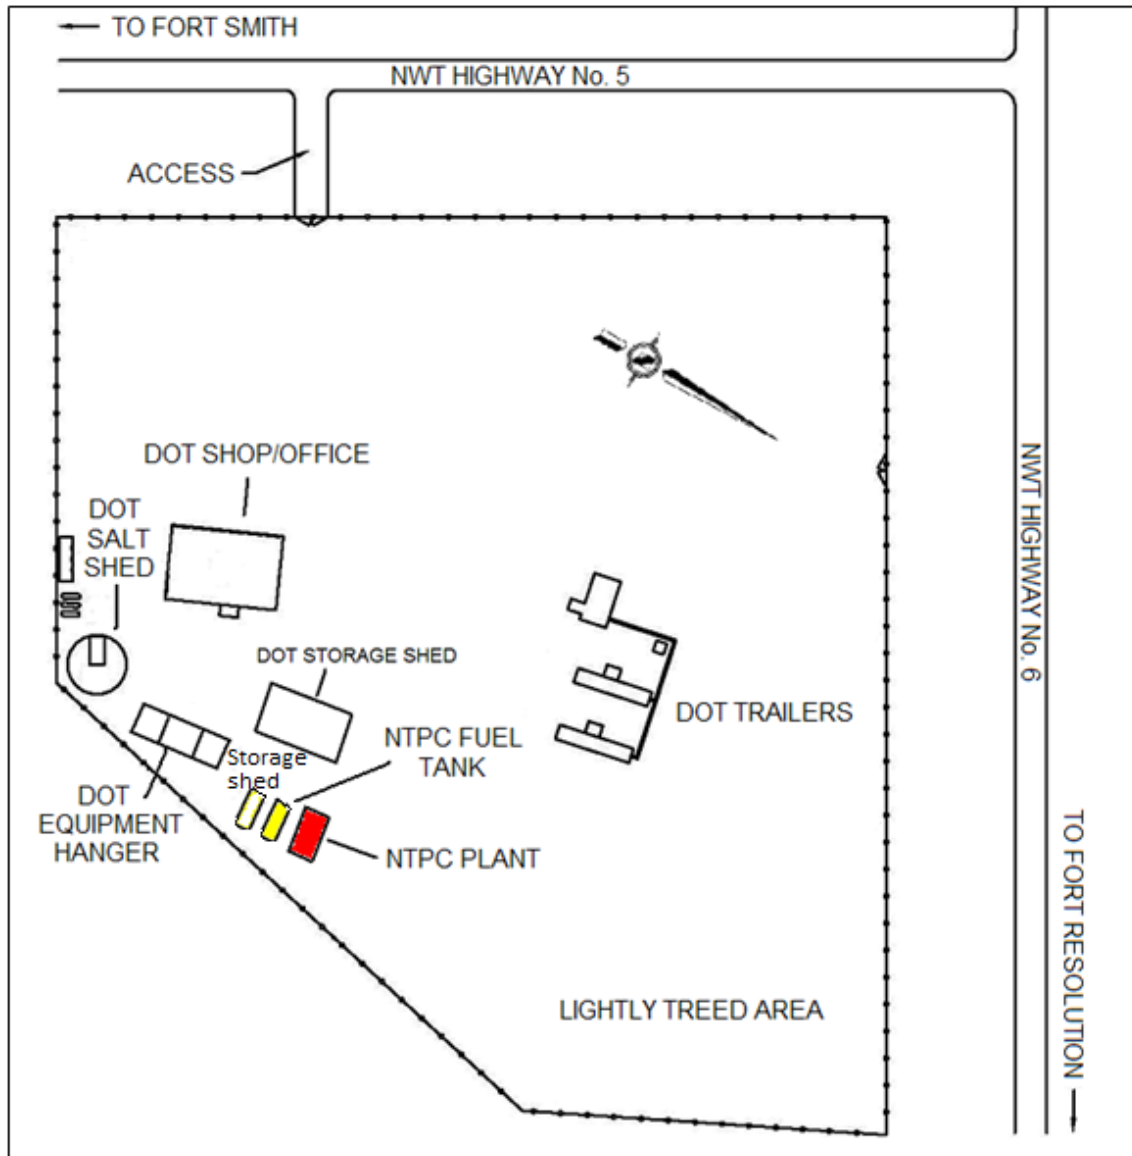 TO FORT SMITH
NWT HIGHWAY No. 5
ACCESS
DOT SHOP/OFFICE
DOT
SALT
SHED
NWT HIGHWAY No. 6
DOT STORAGE SHED
DOT TRAILERS
NTPC FUEL
TANK
Storage
shed
DOT
EQUIPMENT
HANGER
NTPC PLANT
TO FORT RESOLUTION
LIGHTLY TREED AREA